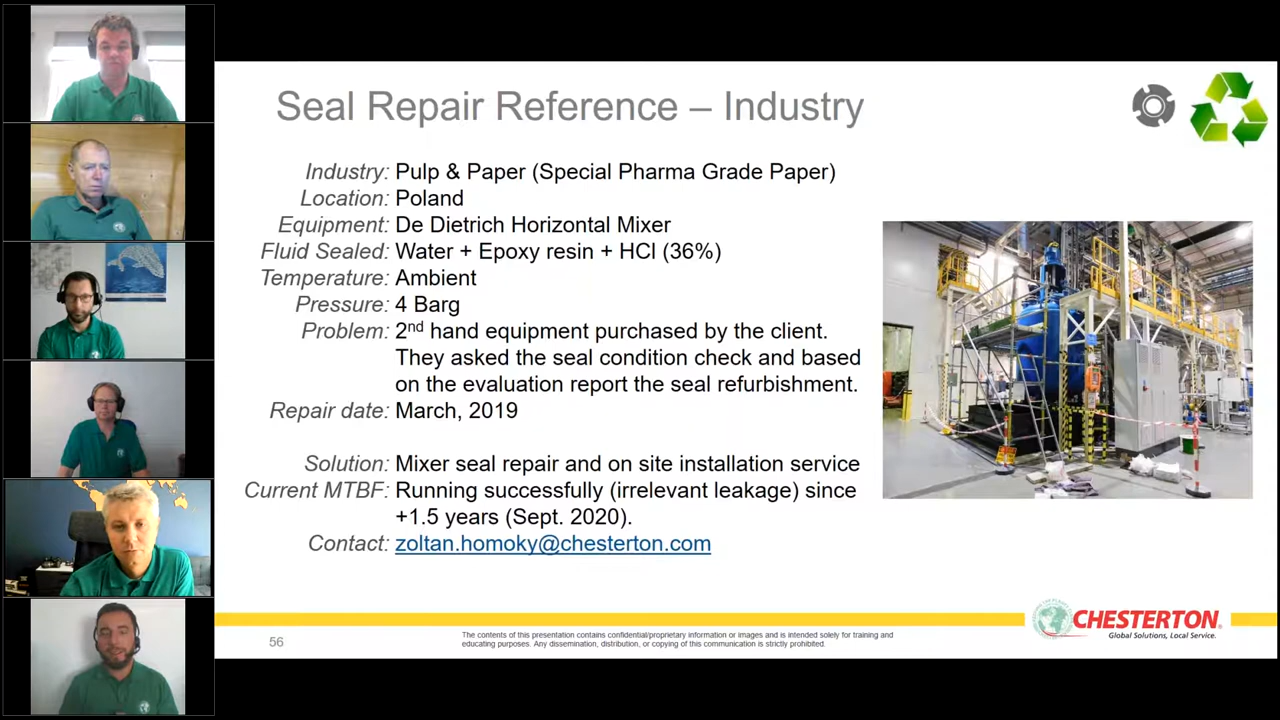 Seal Repair Reference – Industry
Industry: Pulp & Paper (Special Pharma Grade Paper)
Location: Poland
Equipment: De Dietrich Horizontal Mixer
Fluid Sealed: Water + Epoxy resin + HCl (36%)
Temperature: Ambient
Pressure: 4 Barg
Problem: 2nd hand equipment purchased by the client.
They asked the seal condition check and based
on the evaluation report the seal refurbishment.
Repair date: March, 2019
Solution: Mixer seal repair and on site installation service
Current MTBF: Running successfully (irrelevant leakage) since
+1.5 years (Sept. 2020).
Contact: zoltan.homoky@chesterton.com
CHESTERTON®
Global Solutions, Local Service.
56
The contents of this presentation contains confidential/proprietary information or images and is intended solely for training and
educating purposes. Any dissemination, distribution, or copying of this communication is strictly prohibited.